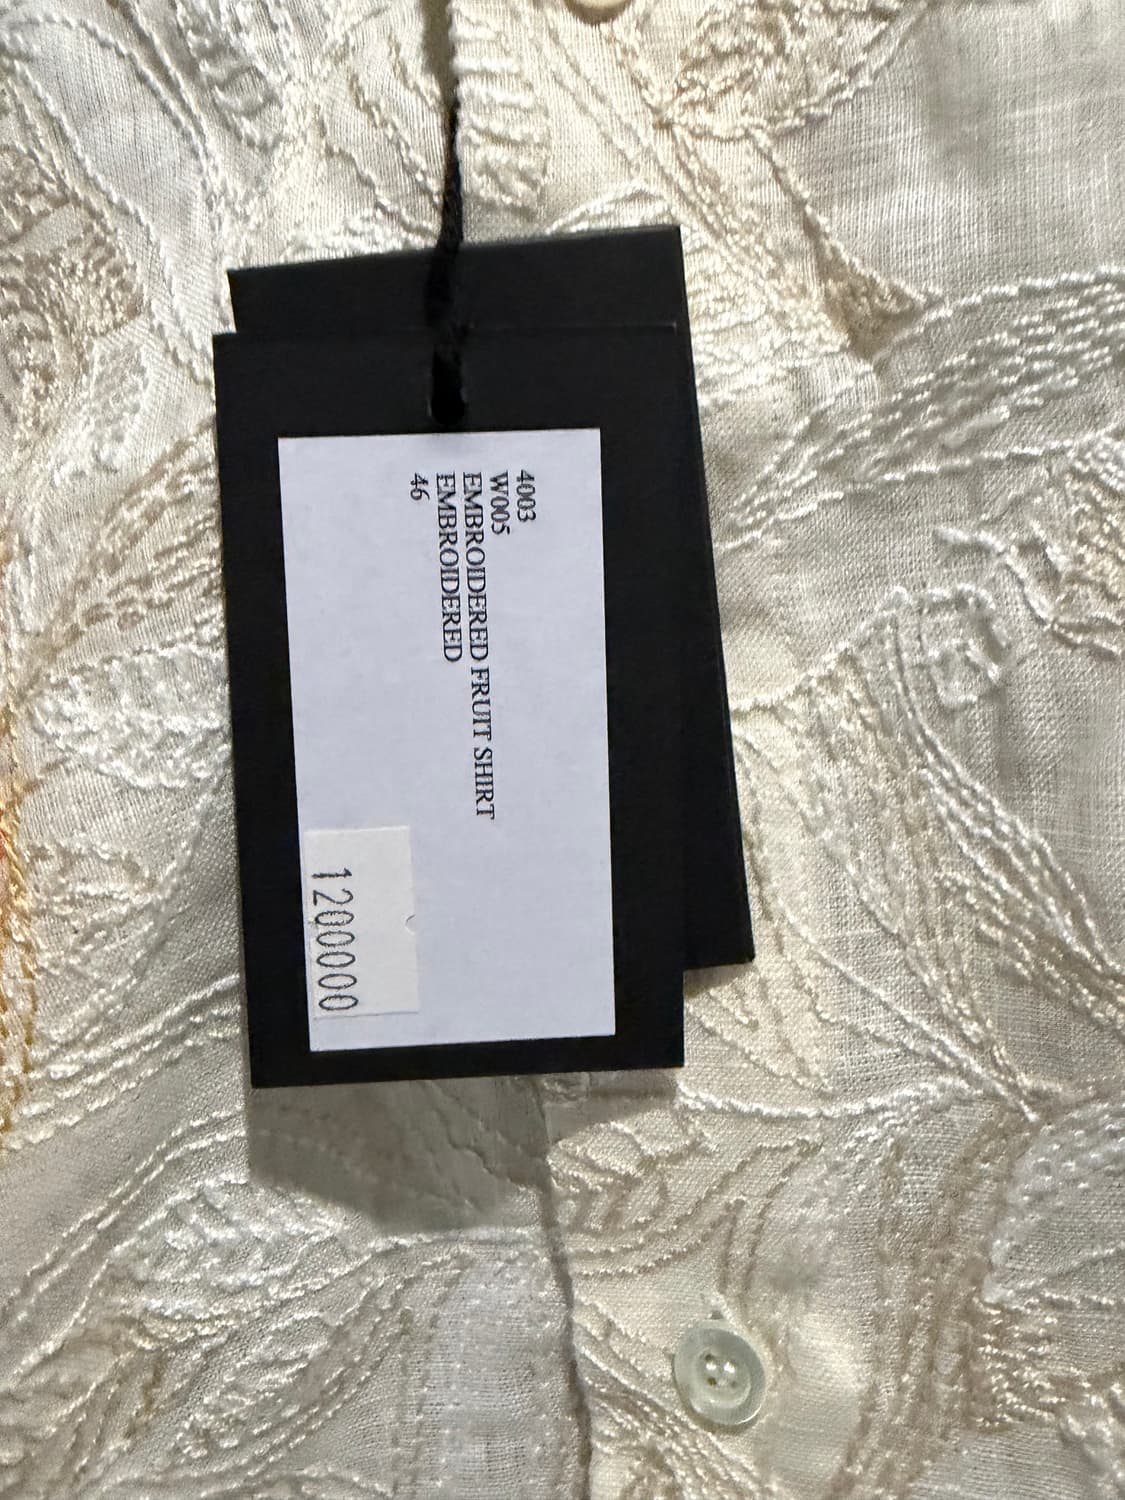 4003
W005
EMBROIDERED FRUIT SHIRT
EMBROIDERED
46
1200000